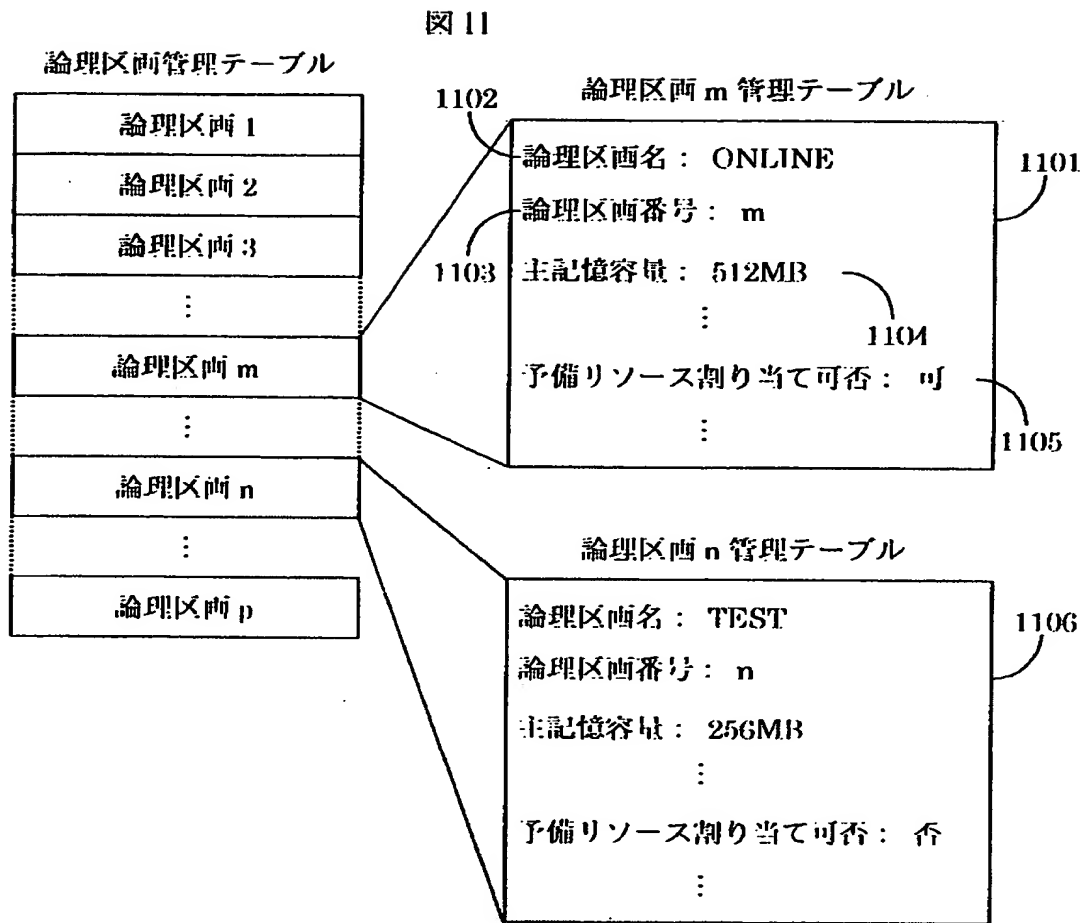 図 11
論理区画管理テーブル
論理区画 1
論理区画 2
論理区画 3
⋮
論理区画 m
⋮
論理区画 n
⋮
論理区画 p
論理区画 m 管理テーブル
1102
論理区画名： ONLINE
1101
論理区画番号： m
1103
主記憶容量： 512MB
1104
⋮
予備リソース割り当て可否： 可
1105
⋮
論理区画 n 管理テーブル
論理区画名： TEST
1106
論理区画番号： n
主記憶容量： 256MB
⋮
予備リソース割り当て可否： 否
⋮